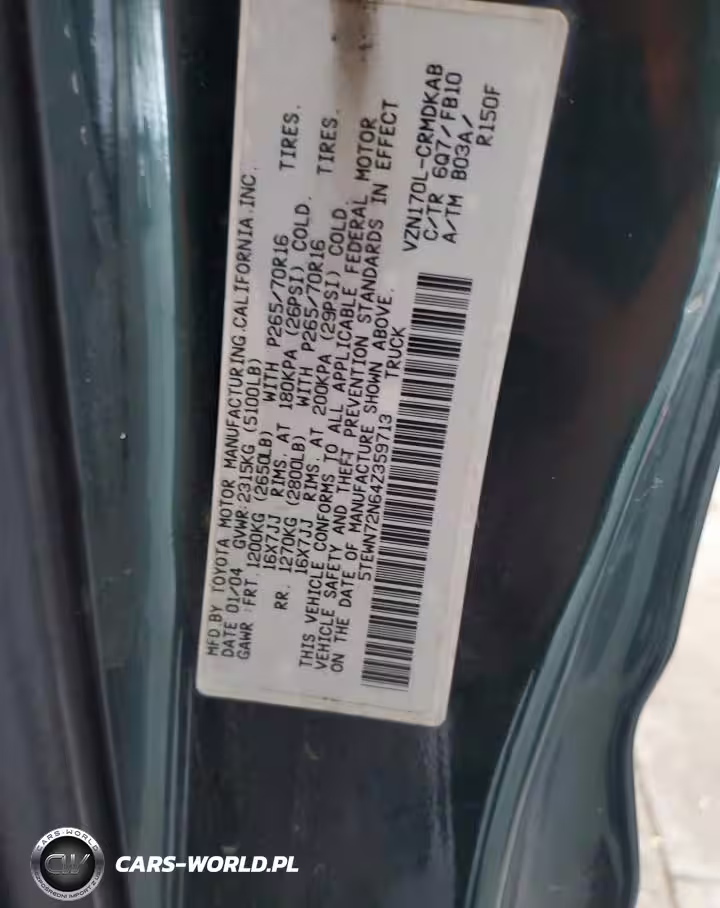 MFD.BY TOYOTA MOTOR MANUFACTURING.CALIFORNIA.INC.
DATE 01/04 GVWR 2315KG (5100LB)
GAWR :FRT. 1200KG (2650LB) WITH P265/70R16 TIRES.
16X7JJ RIMS. AT 180KPA (26PSI) COLD.
RR. 1270KG (2800LB) WITH P265/70R16 TIRES.
16X7JJ RIMS. AT 200KPA (29PSI) COLD.
THIS VEHICLE CONFORMS TO ALL APPLICABLE FEDERAL MOTOR
VEHICLE SAFETY AND THEFT PREVENTION STANDARDS IN EFFECT
ON THE DATE OF MANUFACTURE SHOWN ABOVE.
5TEWN72N64Z359713 TRUCK
VZN170L-CRMDKAB
C/TR 6Q7/FB10
A/TM B03A/
R150F
CARS-WORLD
CW
CARS-WORLD.PL